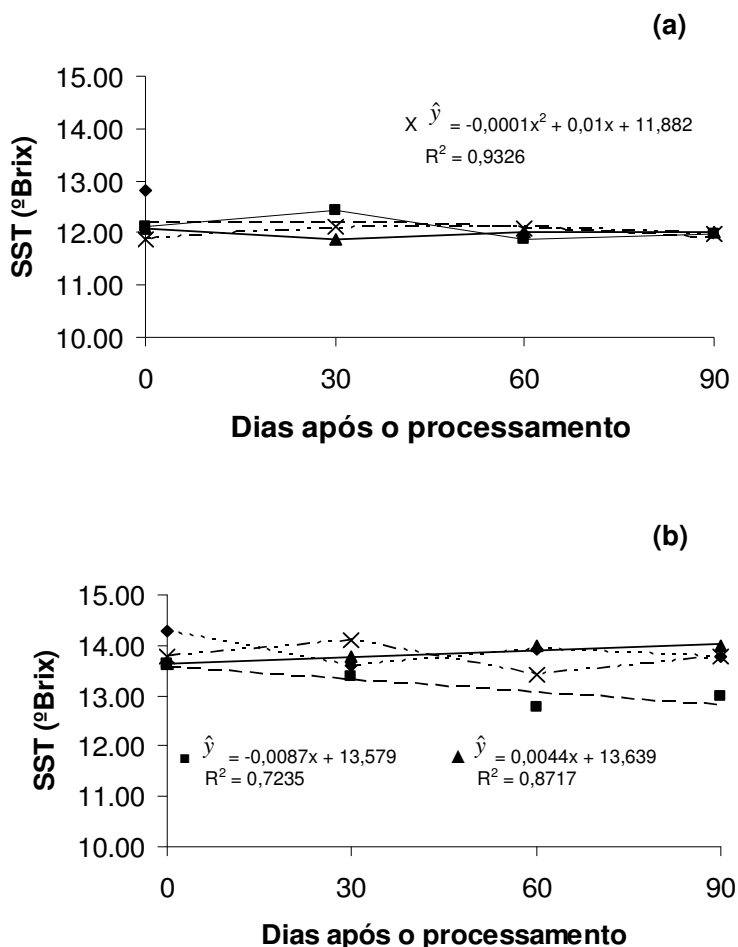 (a)
15.00
14.00
13.00
12.00
11.00
10.00
SST (ºBrix)
X ŷ = -0,0001x² + 0,01x + 11,882
R² = 0,9326
0 30 60 90
Dias após o processamento
(b)
15.00
14.00
13.00
12.00
11.00
10.00
SST (ºBrix)
ŷ = -0,0087x + 13,579
R² = 0,7235
ŷ = 0,0044x + 13,639
R² = 0,8717
0 30 60 90
Dias após o processamento